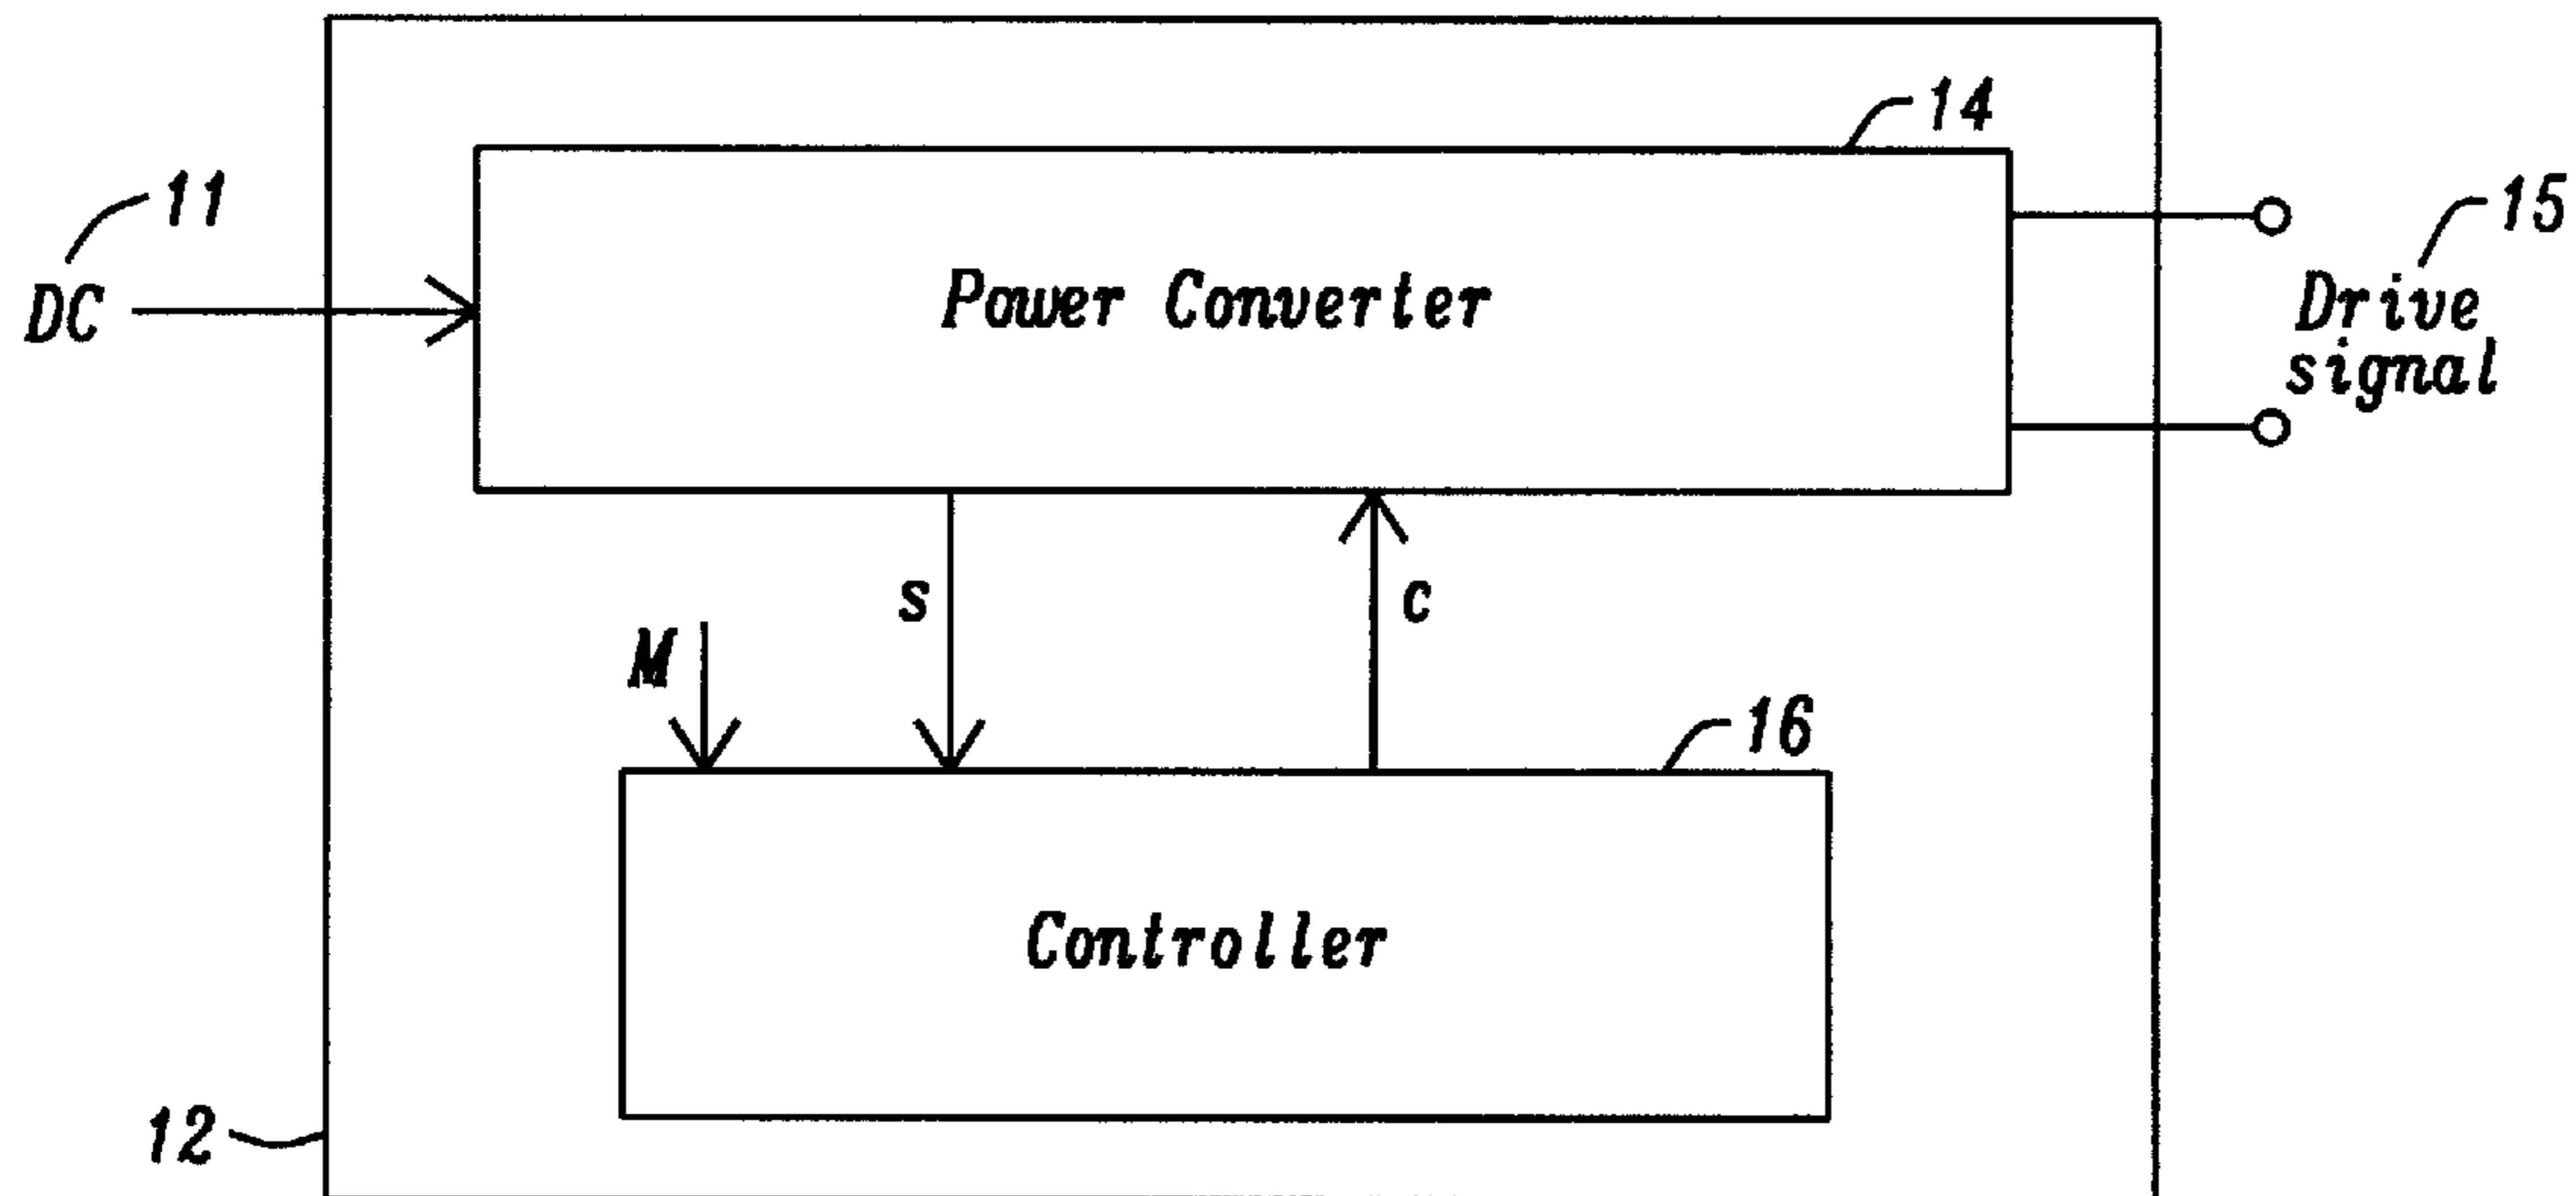 14
11
15
DC
Power Converter
Drive
signal
s
c
M
16
Controller
12